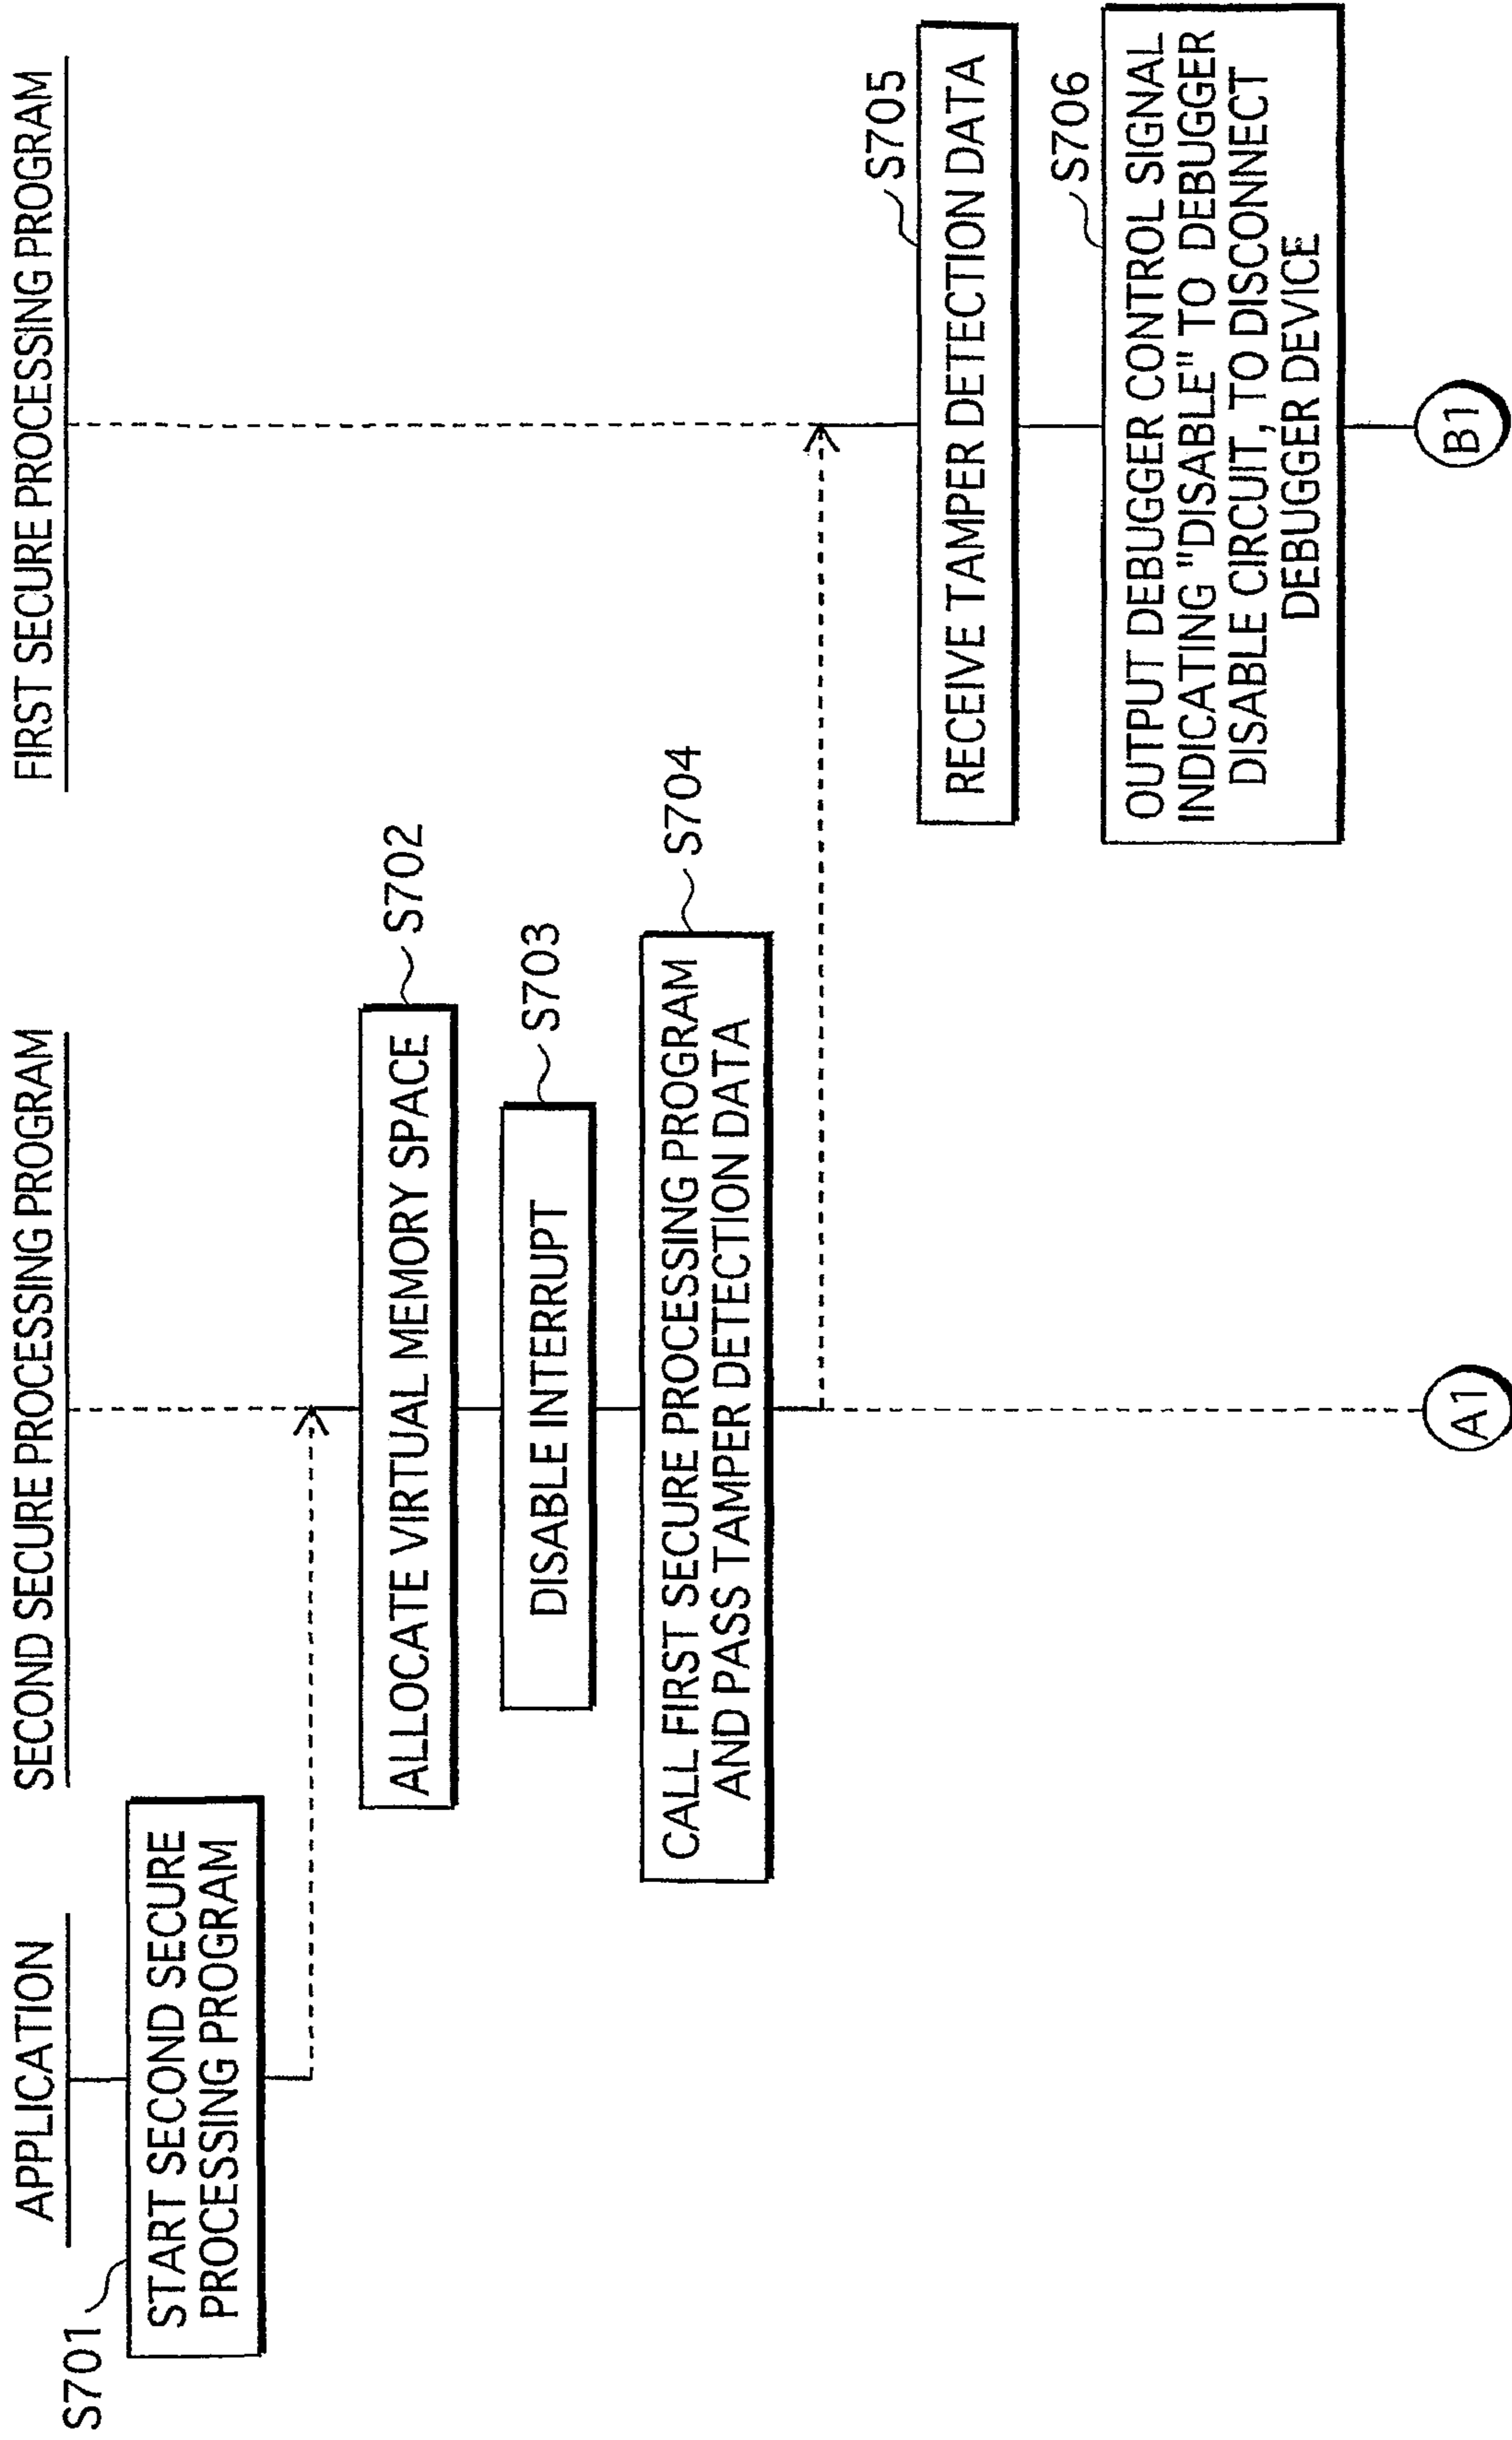 APPLICATION
SECOND SECURE PROCESSING PROGRAM
FIRST SECURE PROCESSING PROGRAM
S701
START SECOND SECURE
PROCESSING PROGRAM
S702
ALLOCATE VIRTUAL MEMORY SPACE
S703
DISABLE INTERRUPT
S704
CALL FIRST SECURE PROCESSING PROGRAM
AND PASS TAMPER DETECTION DATA
S705
RECEIVE TAMPER DETECTION DATA
S706
OUTPUT DEBUGGER CONTROL SIGNAL
INDICATING "DISABLE" TO DEBUGGER
DISABLE CIRCUIT, TO DISCONNECT
DEBUGGER DEVICE
A1
B1